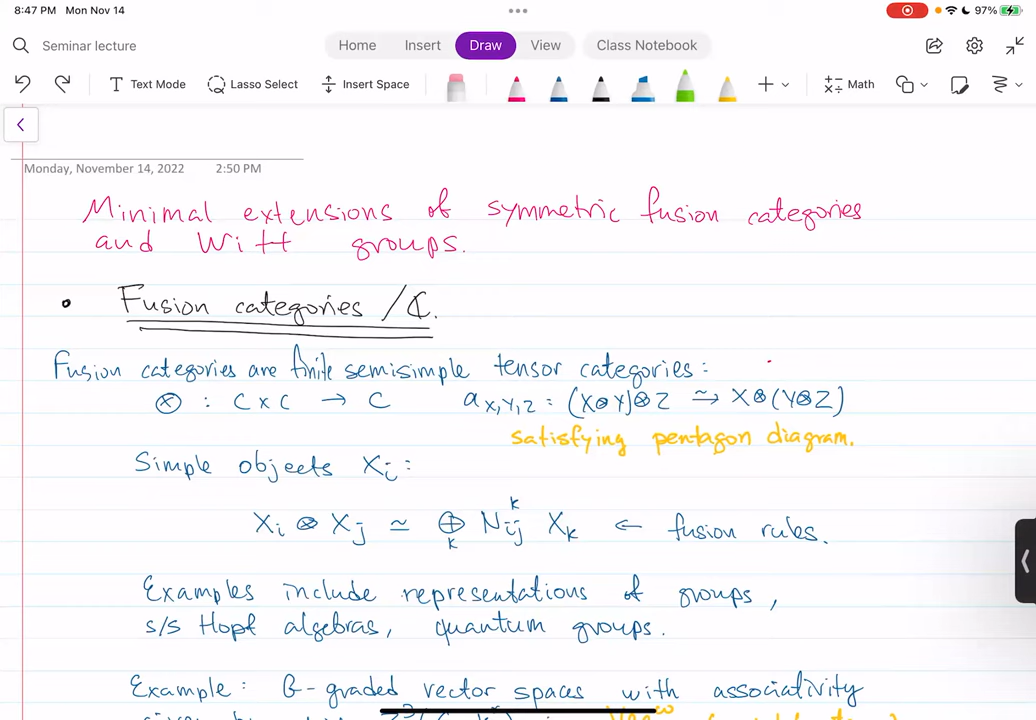 8:47 PM Mon Nov 14
97%
Seminar lecture
Home Insert Draw View Class Notebook
Text Mode Lasso Select Insert Space Math
Monday, November 14, 2022 2:50 PM
Minimal extensions of symmetric fusion categories
and Witt groups.
• Fusion categories /ℂ.
Fusion categories are finite semisimple tensor categories:
⊗ : C × C → C a_{X,Y,Z} : (X⊗Y)⊗Z ⥲ X⊗(Y⊗Z)
satisfying pentagon diagram.
Simple objects X_i:
X_i ⊗ X_j ≃ ⊕_k N_{ij}^k X_k ← fusion rules.
Examples include representations of groups,
s/s Hopf algebras, quantum groups.
Example: G-graded vector spaces with associativity